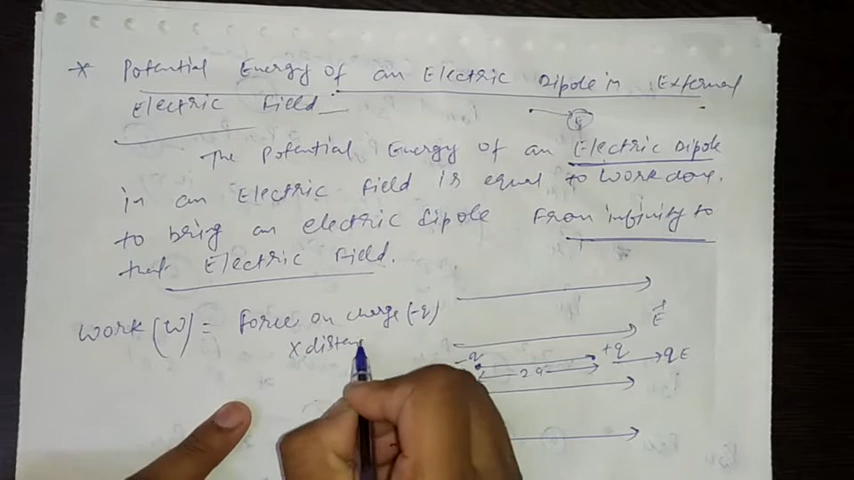 * Potential Energy of an Electric Dipole in External
Electric Field
The Potential Energy of an Electric Dipole
in an Electric field is equal to work done.
to bring an electric dipole from infinity to
that Electric Field.
Work (W) = Force on charge (-q)
x distan
E
-q
+q
qE
2a